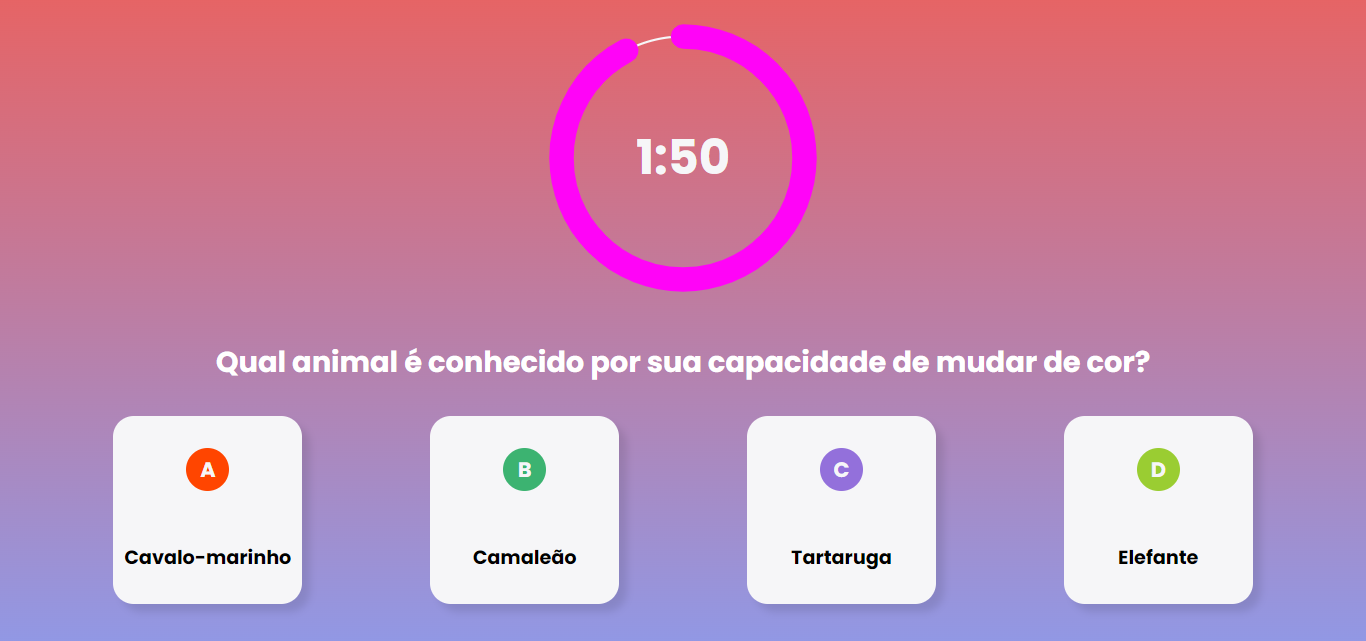 1:50
Qual animal é conhecido por sua capacidade de mudar de cor?
A
B
C
D
Cavalo-marinho
Camaleão
Tartaruga
Elefante